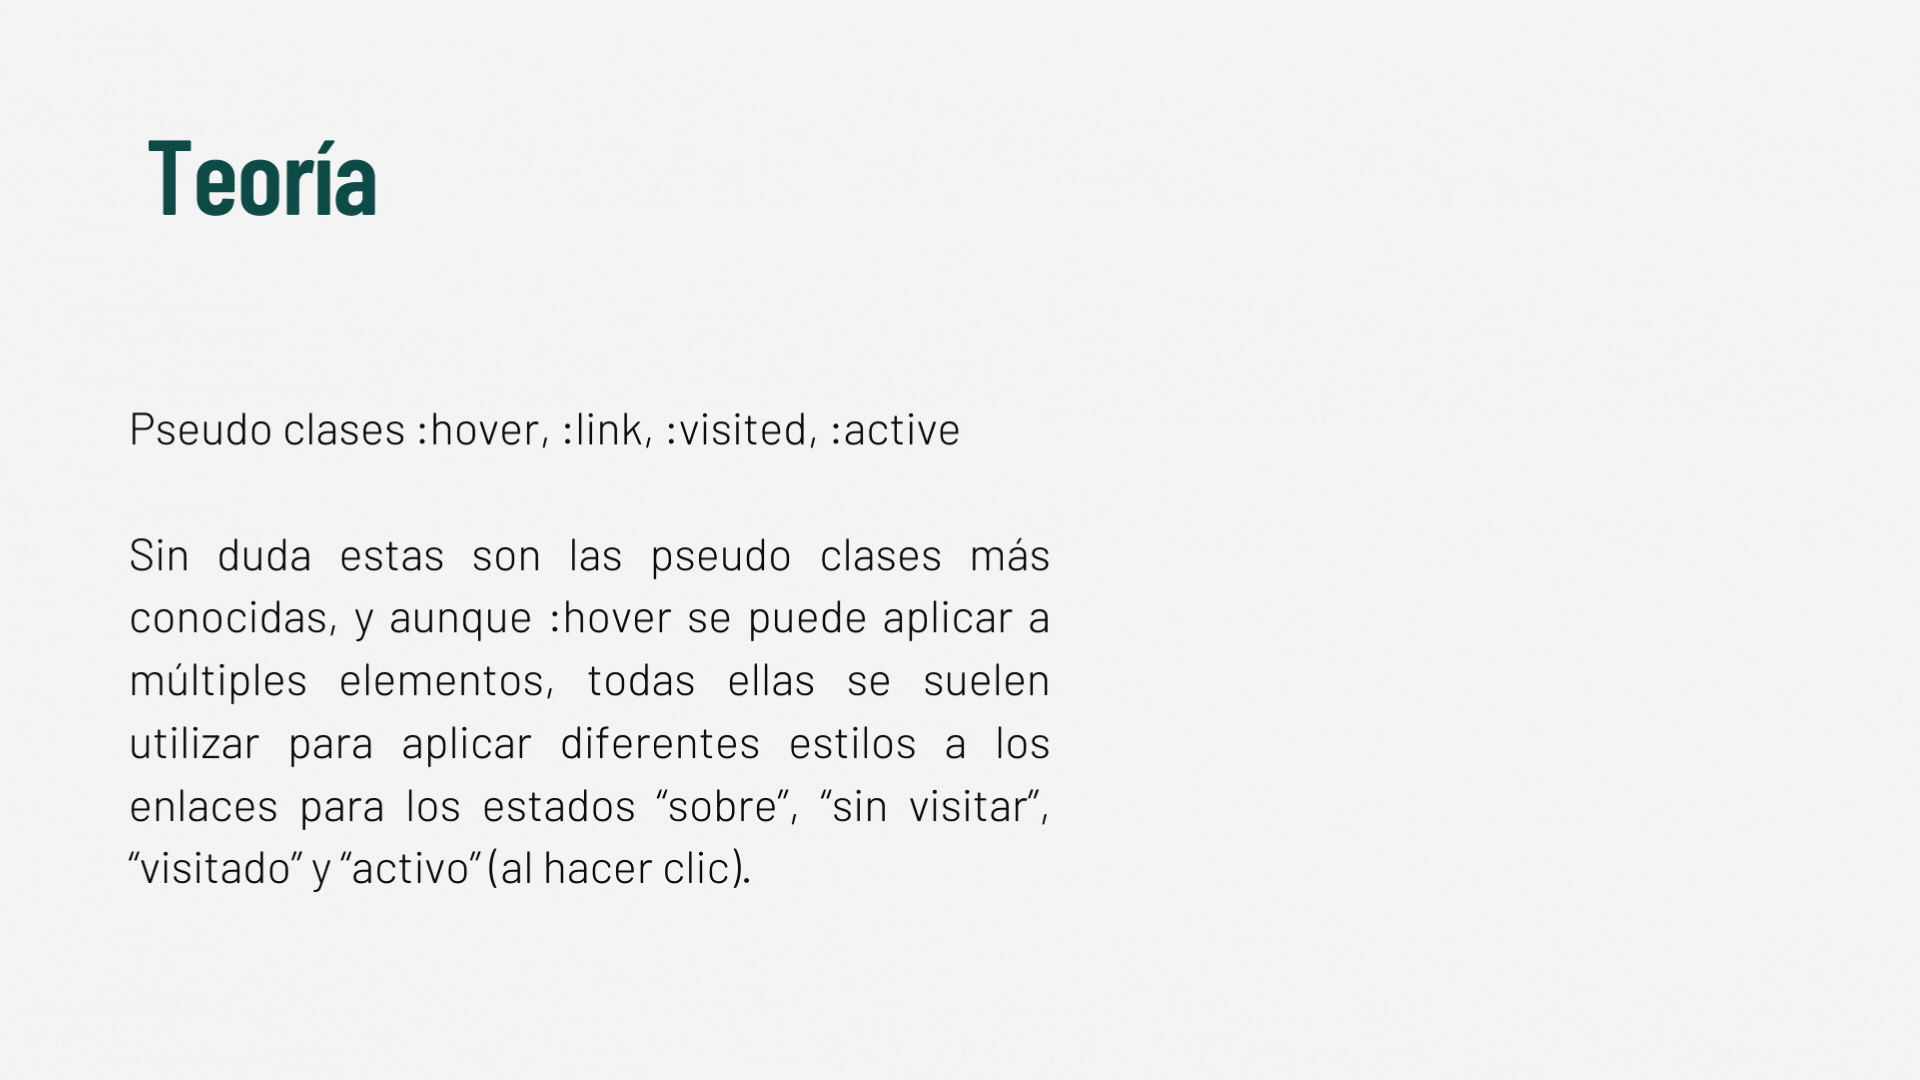 Teoría
Pseudo clases :hover, :link, :visited, :active
Sin duda estas son las pseudo clases más
conocidas, y aunque :hover se puede aplicar a
múltiples elementos, todas ellas se suelen
utilizar para aplicar diferentes estilos a los
enlaces para los estados “sobre”, “sin visitar”,
“visitado” y “activo” (al hacer clic).